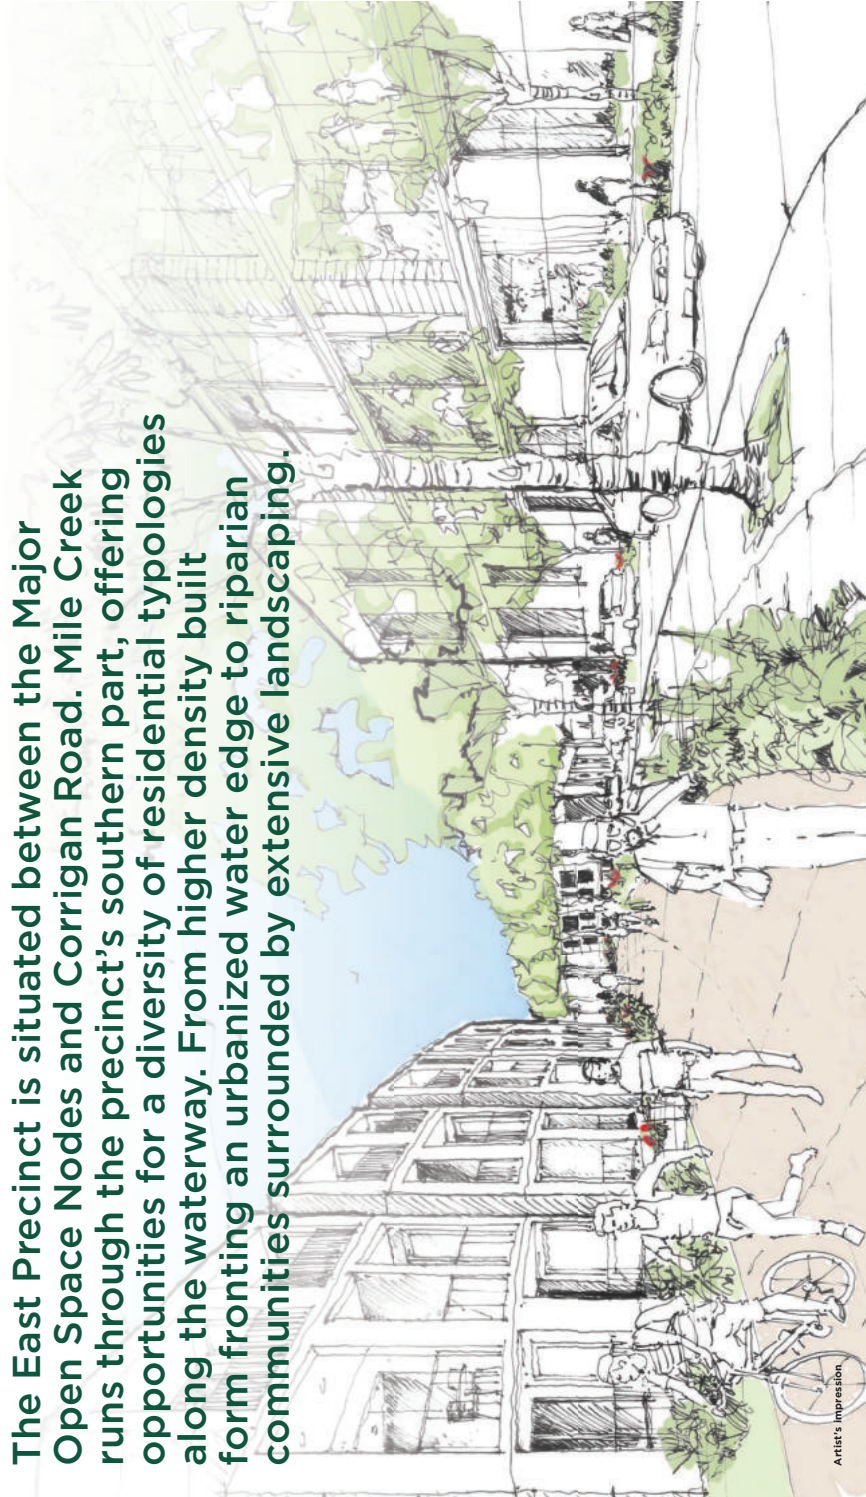 The East Precinct is situated between the Major
Open Space Nodes and Corrigan Road. Mile Creek
runs through the precinct’s southern part, offering
opportunities for a diversity of residential typologies
along the waterway. From higher density built
form fronting an urbanized water edge to riparian
communities surrounded by extensive landscaping.
Artist’s impression